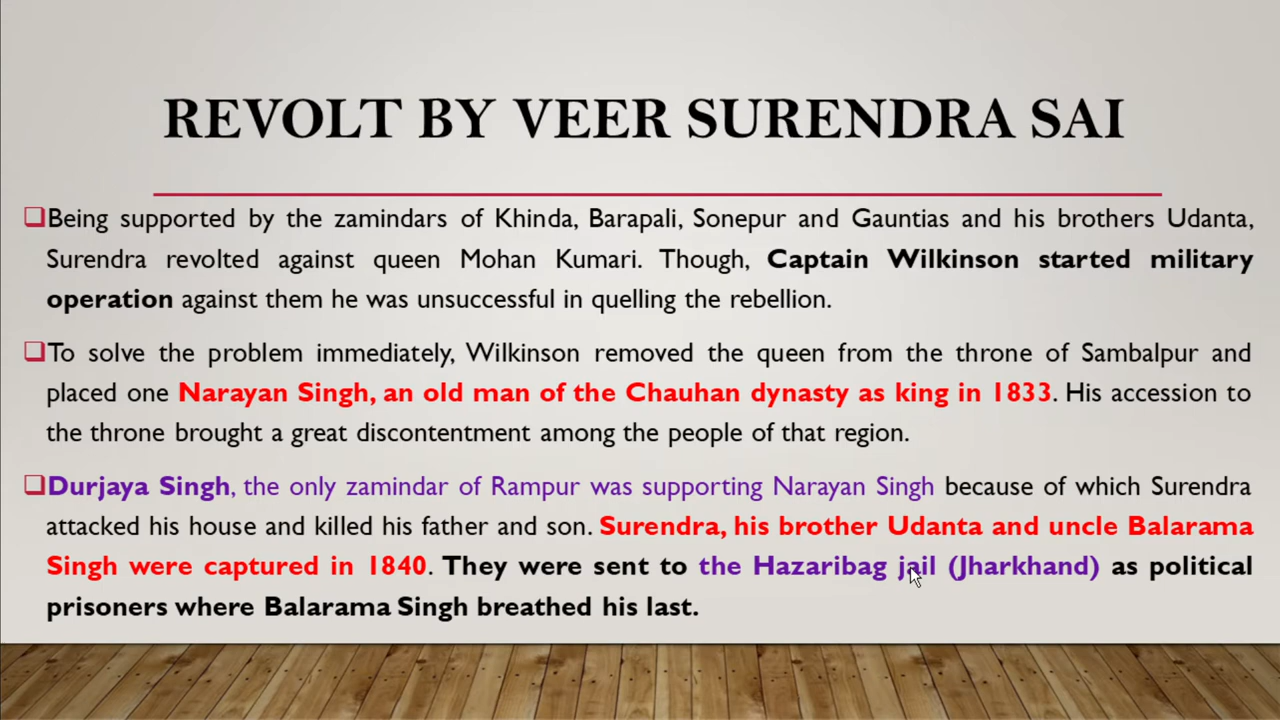 REVOLT BY VEER SURENDRA SAI
Being supported by the zamindars of Khinda, Barapali, Sonepur and Gauntias and his brothers Udanta,
Surendra revolted against queen Mohan Kumari. Though, Captain Wilkinson started military
operation against them he was unsuccessful in quelling the rebellion.
To solve the problem immediately, Wilkinson removed the queen from the throne of Sambalpur and
placed one Narayan Singh, an old man of the Chauhan dynasty as king in 1833. His accession to
the throne brought a great discontentment among the people of that region.
Durjaya Singh, the only zamindar of Rampur was supporting Narayan Singh because of which Surendra
attacked his house and killed his father and son. Surendra, his brother Udanta and uncle Balarama
Singh were captured in 1840. They were sent to the Hazaribag jail (Jharkhand) as political
prisoners where Balarama Singh breathed his last.